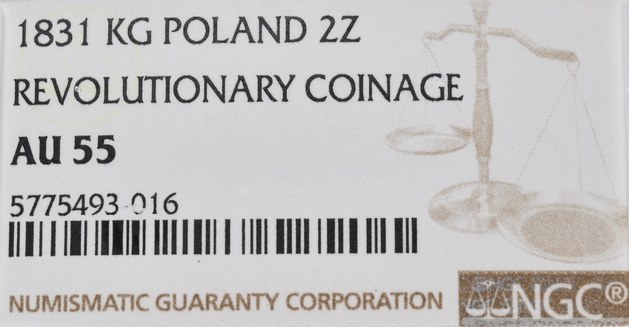 1831 KG POLAND 2Z
REVOLUTIONARY COINAGE
AU 55
5775493-016
NUMISMATIC GUARANTY CORPORATION
NGC®